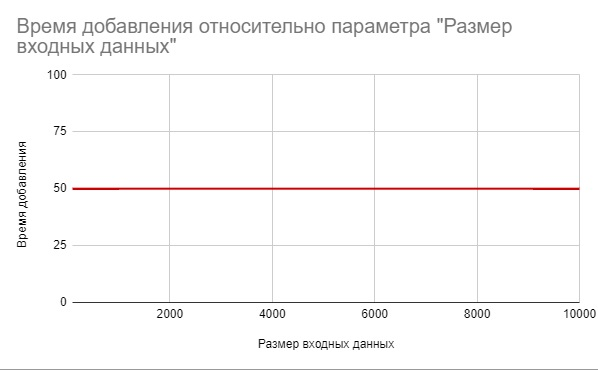 Время добавления относительно параметра "Размер
входных данных"
100
75
50
25
0
Время добавления
2000
4000
6000
8000
10000
Размер входных данных